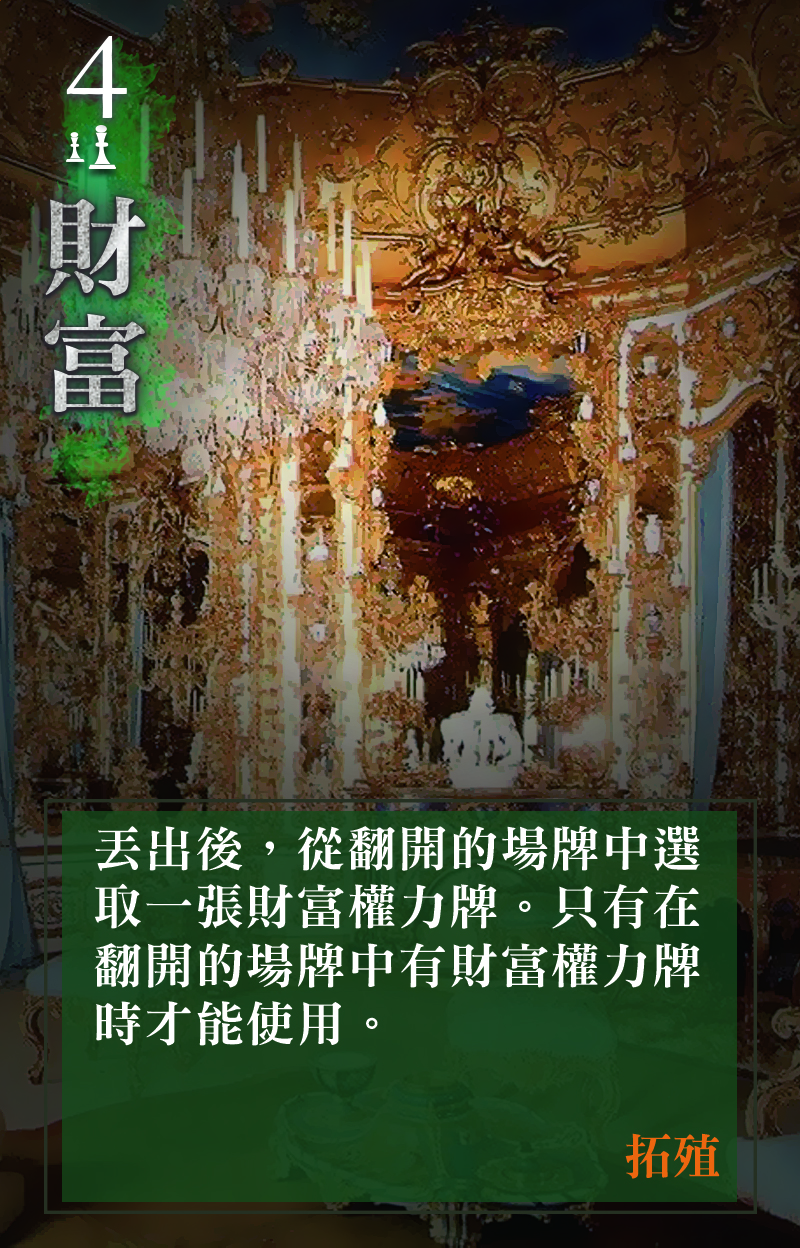 4
財富
丟出後，從翻開的場牌中選
取一張財富權力牌。只有在
翻開的場牌中有財富權力牌
時才能使用。
拓殖